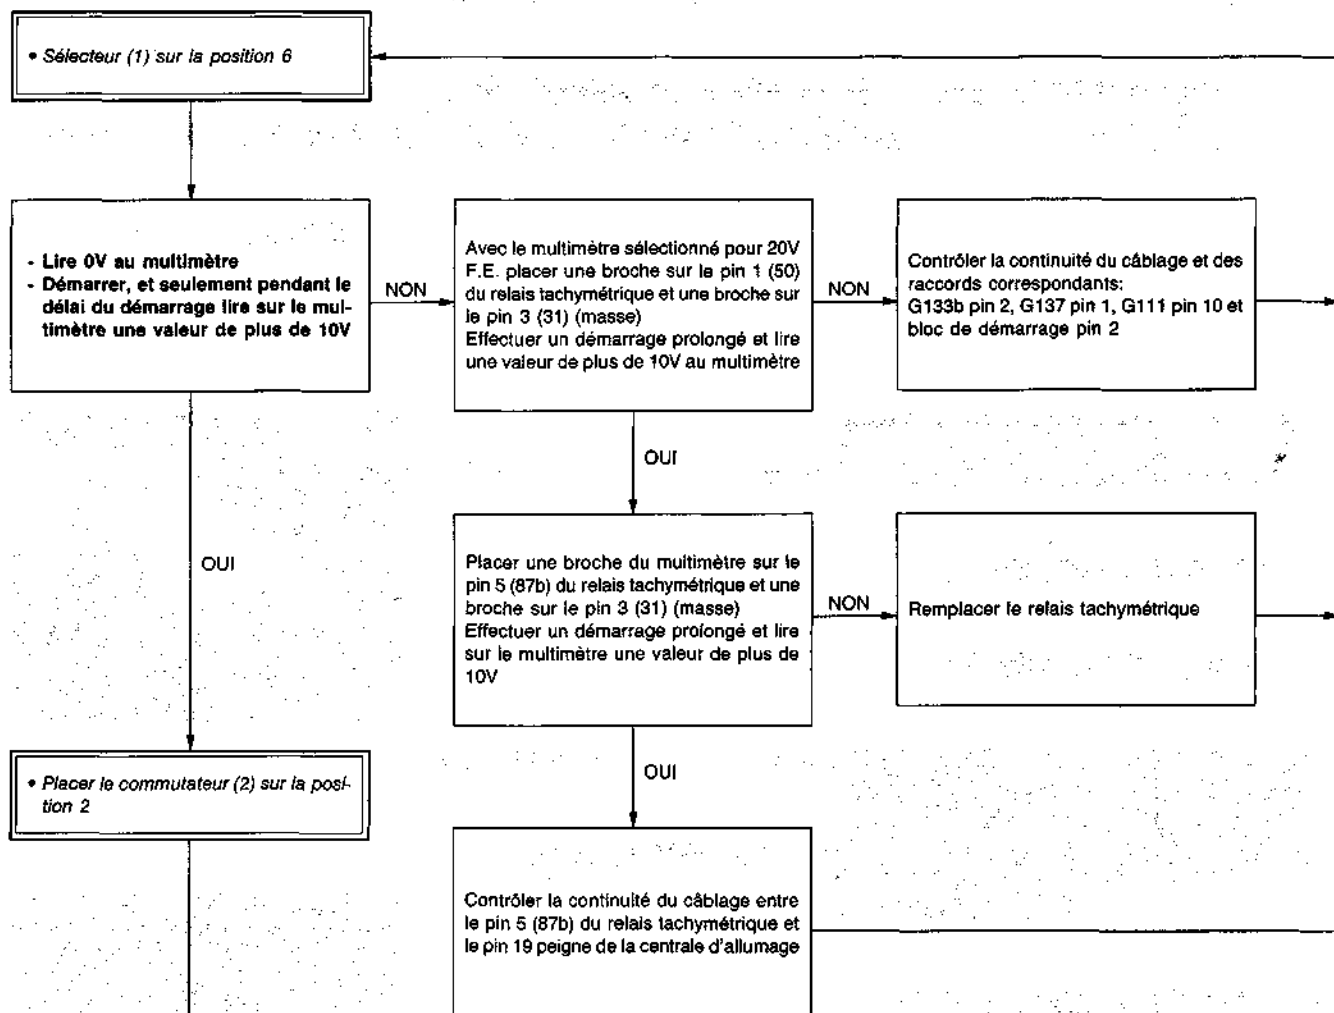 • Sélecteur (1) sur la position 6
- Lire 0V au multimètre
- Démarrer, et seulement pendant le
délai du démarrage lire sur le mul-
timètre une valeur de plus de 10V
NON
Avec le multimètre sélectionné pour 20V
F.E. placer une broche sur le pin 1 (50)
du relais tachymétrique et une broche sur
le pin 3 (31) (masse)
Effectuer un démarrage prolongé et lire
une valeur de plus de 10V au multimètre
NON
Contrôler la continuité du câblage et des
raccords correspondants:
G133b pin 2, G137 pin 1, G111 pin 10 et
bloc de démarrage pin 2
OUI
OUI
Placer une broche du multimètre sur le
pin 5 (87b) du relais tachymétrique et une
broche sur le pin 3 (31) (masse)
Effectuer un démarrage prolongé et lire
sur le multimètre une valeur de plus de
10V
NON
Remplacer le relais tachymétrique
• Placer le commutateur (2) sur la posi-
tion 2
OUI
Contrôler la continuité du câblage entre
le pin 5 (87b) du relais tachymétrique et
le pin 19 peigne de la centrale d'allumage